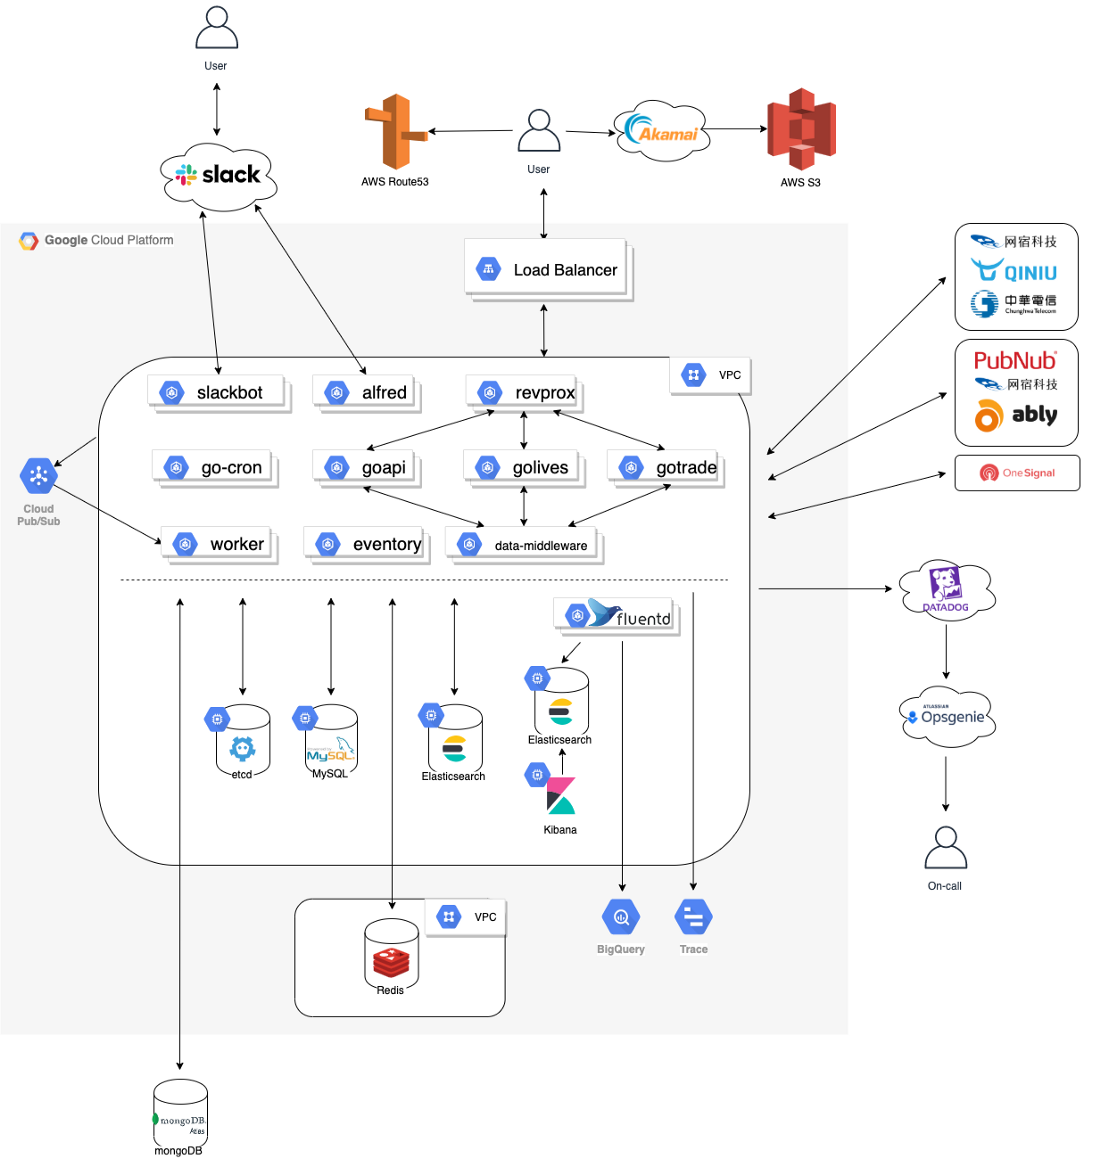 User
slack
AWS Route53
User
Akamai
AWS S3
Google Cloud Platform
Load Balancer
网宿科技
QINIU
中華電信
Chunghwa Telecom
PubNub
网宿科技
ably
OneSignal
VPC
slackbot
alfred
revprox
go-cron
goapi
golives
gotrade
Cloud
Pub/Sub
worker
eventory
data-middleware
fluentd
DATADOG
ATLASSIAN
Opsgenie
On-call
etcd
MySQL
MySQL
Elasticsearch
Elasticsearch
Kibana
VPC
Redis
BigQuery
Trace
mongoDB.
Atlas
mongoDB